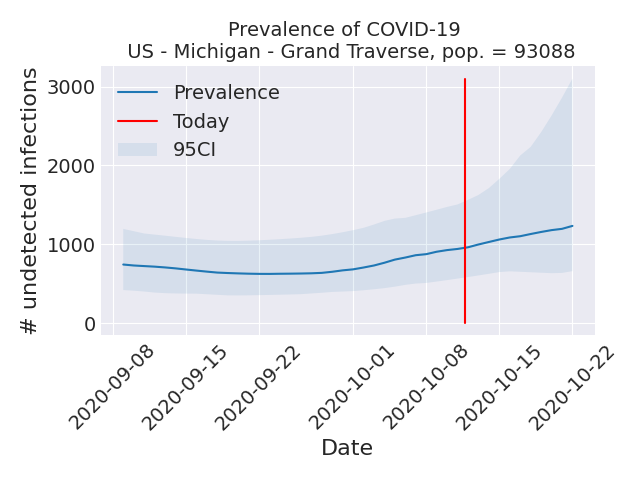 Prevalence of COVID-19
US - Michigan - Grand Traverse, pop. = 93088
# undetected infections
3000
2000
1000
0
Prevalence
Today
95CI
2020-09-08
2020-09-15
2020-09-22
2020-10-01
2020-10-08
2020-10-15
2020-10-22
Date